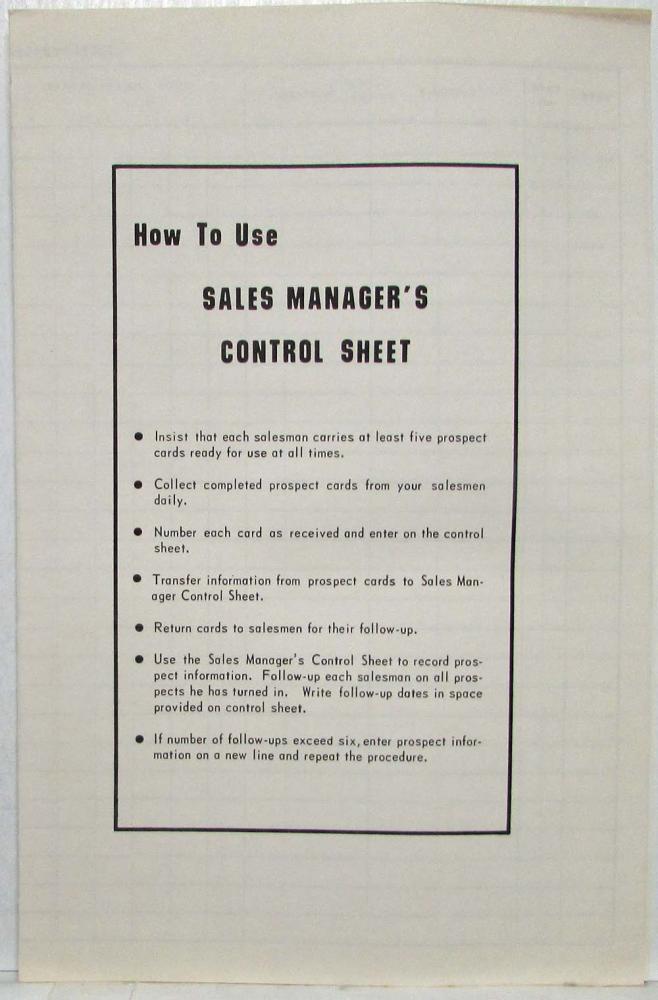 How To Use
SALES MANAGER'S
CONTROL SHEET
● Insist that each salesman carries at least five prospect
cards ready for use at all times.
● Collect completed prospect cards from your salesmen
daily.
● Number each card as received and enter on the control
sheet.
● Transfer information from prospect cards to Sales Man-
ager Control Sheet.
● Return cards to salesmen for their follow-up.
● Use the Sales Manager's Control Sheet to record pros-
pect information. Follow-up each salesman on all pros-
pects he has turned in. Write follow-up dates in space
provided on control sheet.
● If number of follow-ups exceed six, enter prospect infor-
mation on a new line and repeat the procedure.